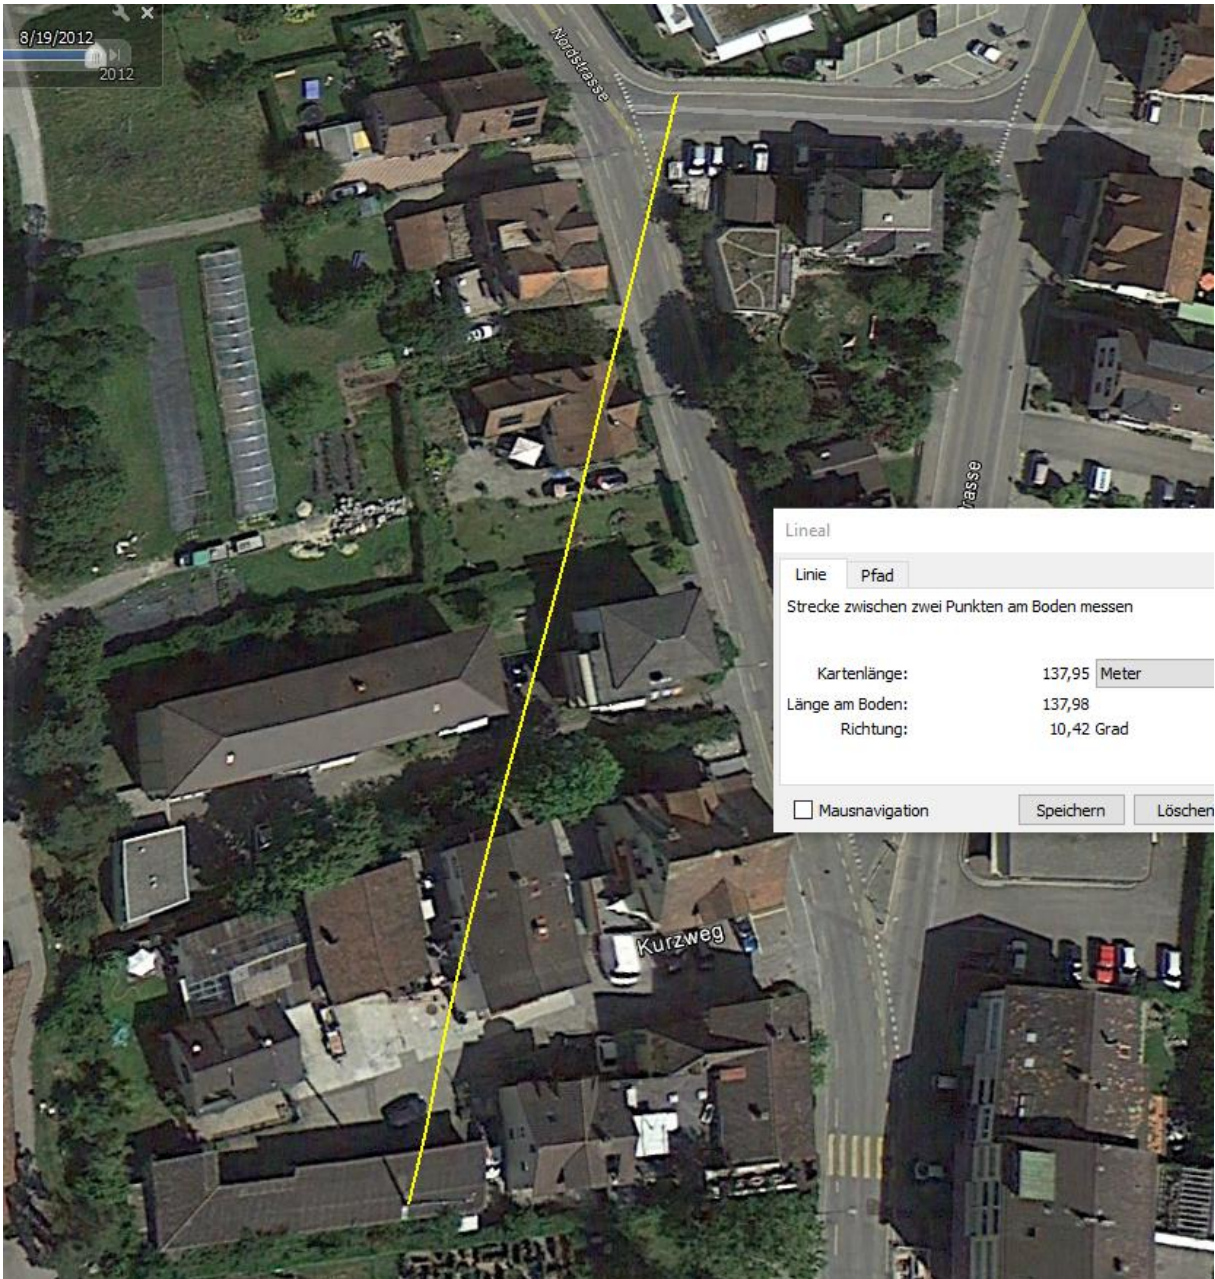 8/19/2012
2012
Nordstrasse
rasse
Lineal
Linie Pfad
Strecke zwischen zwei Punkten am Boden messen
Kartenlänge: 137,95 Meter
Länge am Boden: 137,98
Richtung: 10,42 Grad
Mausnavigation Speichern Löschen
Kurzweg